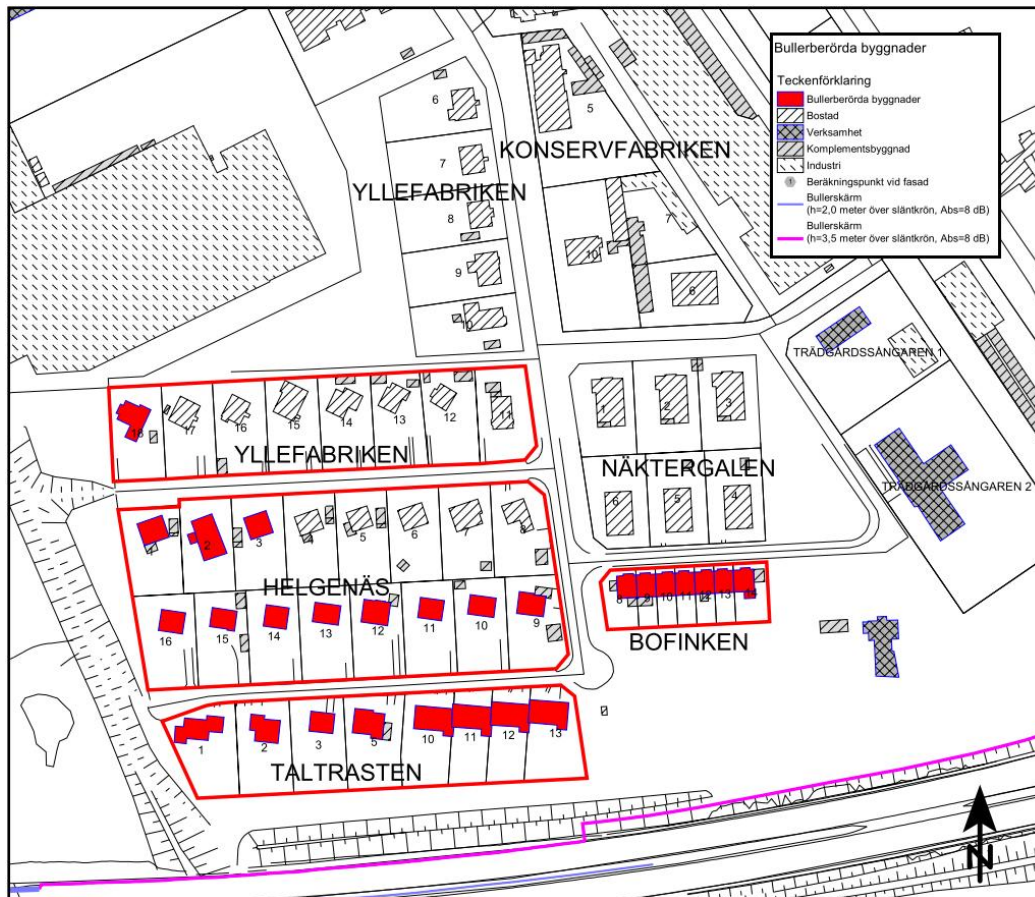 Bullerberörda byggnader
Teckenförklaring
Bullerberörda byggnader
Bostad
Verksamhet
Komplementsbyggnad
Industri
1 Beräkningspunkt vid fasad
Bullerskärm
(h=2,0 meter över släntkrön, Abs=8 dB)
Bullerskärm
(h=3,5 meter över släntkrön, Abs=8 dB)
6
5
KONSERVFABRIKEN
7
YLLEFABRIKEN
8
7
10
9
6
10
TRÄDGÅRDSSÅNGAREN 1
18
17
16
15
14
13
12
11
1
2
3
YLLEFABRIKEN
NÄKTERGALEN
6
5
4
TRÄDGÅRDSSÅNGAREN 2
1
2
3
4
5
6
7
8
HELGENÄS
8
9
10
11
12
13
14
BOFINKEN
16
15
14
13
12
11
10
9
1
2
3
5
10
11
12
13
TALTRASTEN
N